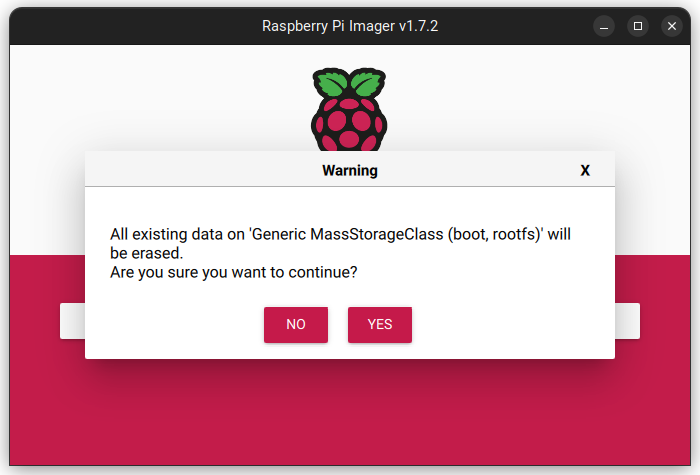 Raspberry Pi Imager v1.7.2
Warning
X
All existing data on 'Generic MassStorageClass (boot, rootfs)' will
be erased.
Are you sure you want to continue?
NO
YES